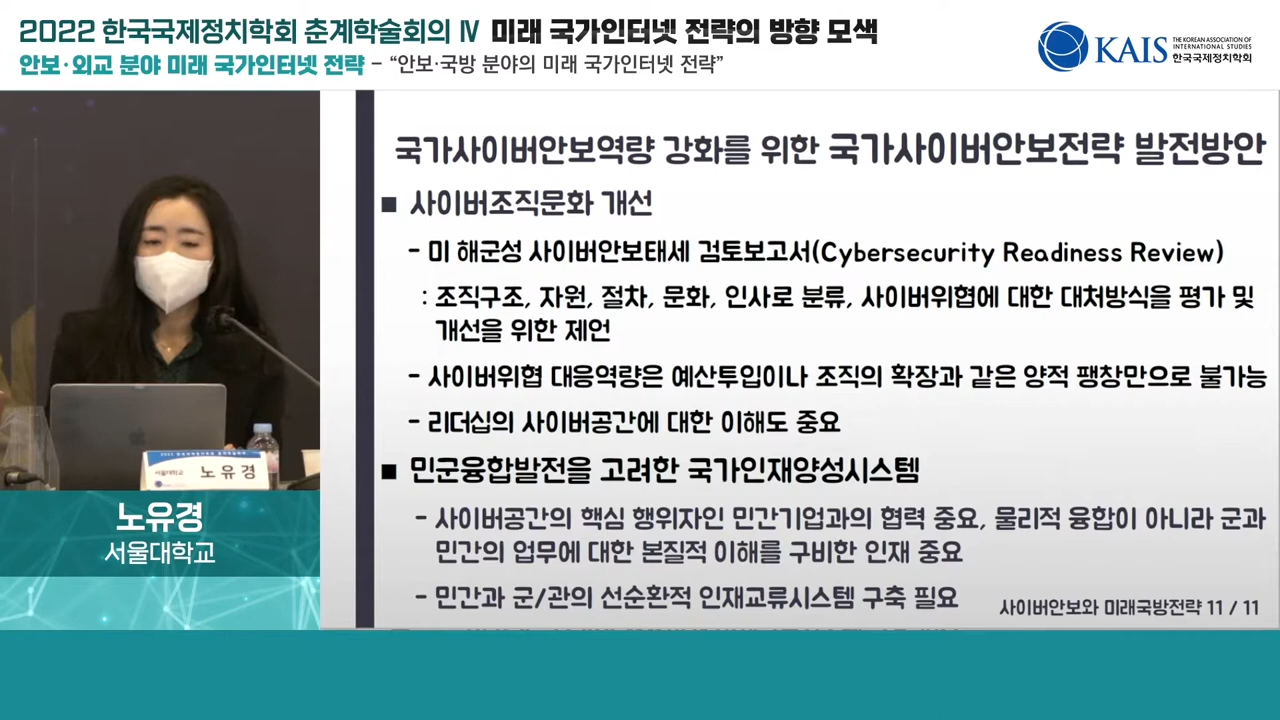 2022 한국국제정치학회 춘계학술회의 Ⅳ 미래 국가인터넷 전략의 방향 모색
안보·외교 분야 미래 국가인터넷 전략 - “안보·국방 분야의 미래 국가인터넷 전략”
KAIS
THE KOREAN ASSOCIATION OF
INTERNATIONAL STUDIES
한국국제정치학회
국가사이버안보역량 강화를 위한 국가사이버안보전략 발전방안
■ 사이버조직문화 개선
- 미 해군성 사이버안보태세 검토보고서(Cybersecurity Readiness Review)
: 조직구조, 자원, 절차, 문화, 인사로 분류, 사이버위협에 대한 대처방식을 평가 및
개선을 위한 제언
- 사이버위협 대응역량은 예산투입이나 조직의 확장과 같은 양적 팽창만으로 불가능
- 리더십의 사이버공간에 대한 이해도 중요
■ 민군융합발전을 고려한 국가인재양성시스템
- 사이버공간의 핵심 행위자인 민간기업과의 협력 중요, 물리적 융합이 아니라 군과
민간의 업무에 대한 본질적 이해를 구비한 인재 중요
- 민간과 군/관의 선순환적 인재교류시스템 구축 필요
사이버안보와 미래국방전략 11 / 11
서울대학교 노유경
노유경
서울대학교